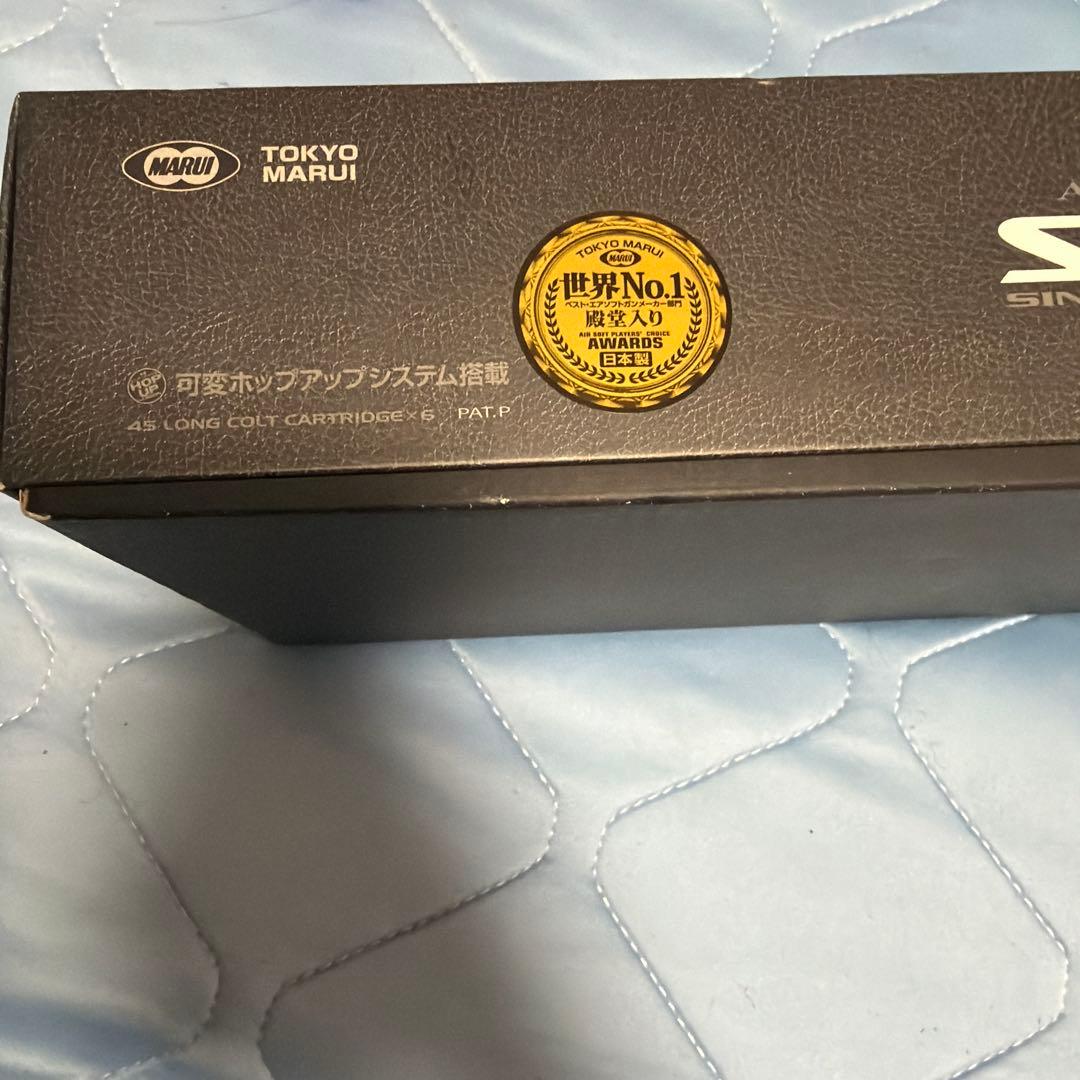 MARUI
TOKYO
MARUI
TOKYO MARUI
MARUI
世界No.1
ベスト・エアソフトガンメーカー部門
殿堂入り
AIR SOFT PLAYERS' CHOICE
AWARDS
日本製
HOP UP
可変ホップアップシステム搭載
45 LONG COLT CARTRIDGE×6 PAT.P
A
S
SIN